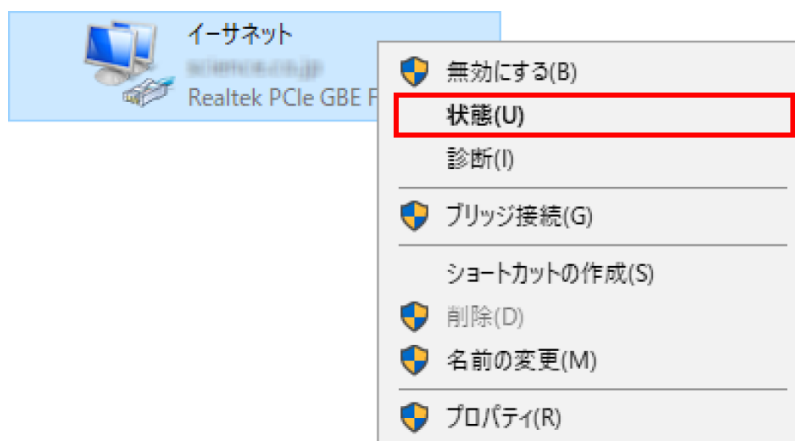 イーサネット
Realtek PCIe GBE F
無効にする(B)
状態(U)
診断(I)
ブリッジ接続(G)
ショートカットの作成(S)
削除(D)
名前の変更(M)
プロパティ(R)